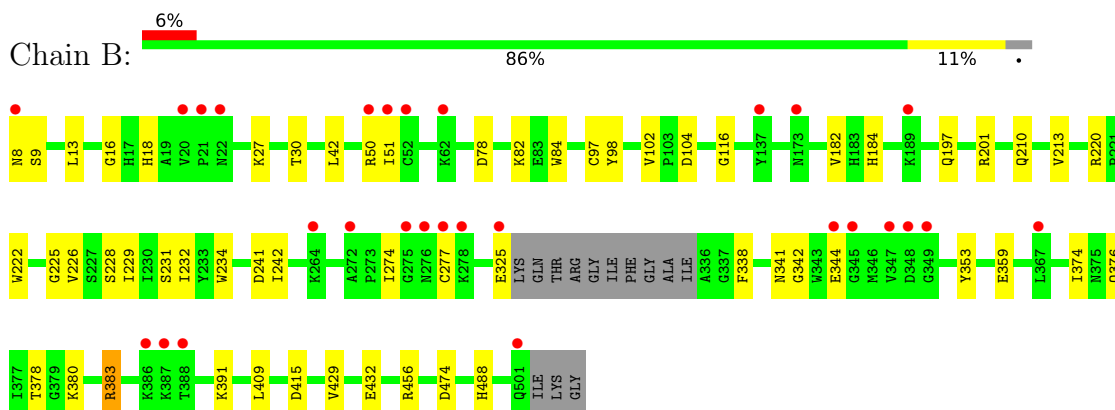 6%
Chain B:
86%
11%
•
N8 S9 L13 G16 H17 H18 A19 V20 P21 N22 K27 T30 L42 R50 I51 C52 K62 D78 K82 E83 W84 C97 Y98 V102 P103 D104 G116 Y137 N173 V182 H183 H184 K189 Q197 R201 Q210 V213 R220 P221
W222 G225 V226 S227 S228 I229 I230 S231 I232 Y233 W234 D241 I242 K264 A272 P273 I274 G275 N276 C277 K278 E325 LYS GLN THR ARG GLY ILE PHE GLY ALA ILE A336 G337 F338 N341 G342 W343 E344 G345 M346 V347 D348 G349 Y353 E359 L367 I374 N375
I377 T378 G379 K380 R383 K386 K387 T388 K391 L409 D415 V429 E432 R456 D474 H488 Q501 ILE LYS GLY